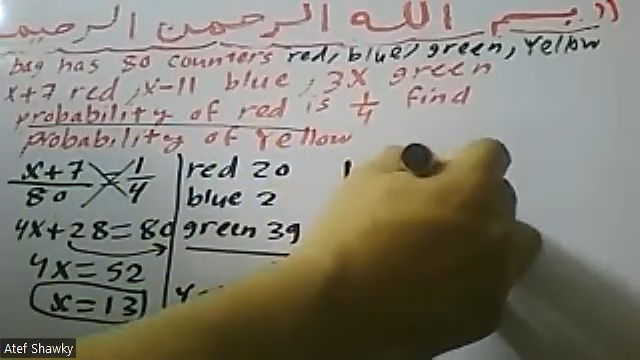 بسم الله الرحمن الرحيم
bag has 80 counters red, blue, green, Yellow
x+7 red, x-11 blue, 3x green
probability of red is 1/4 find
probability of Yellow
x+7/80 = 1/4
4x+28=80
4x=52
x=13
red 20
blue 2
green 39
Atef Shawky